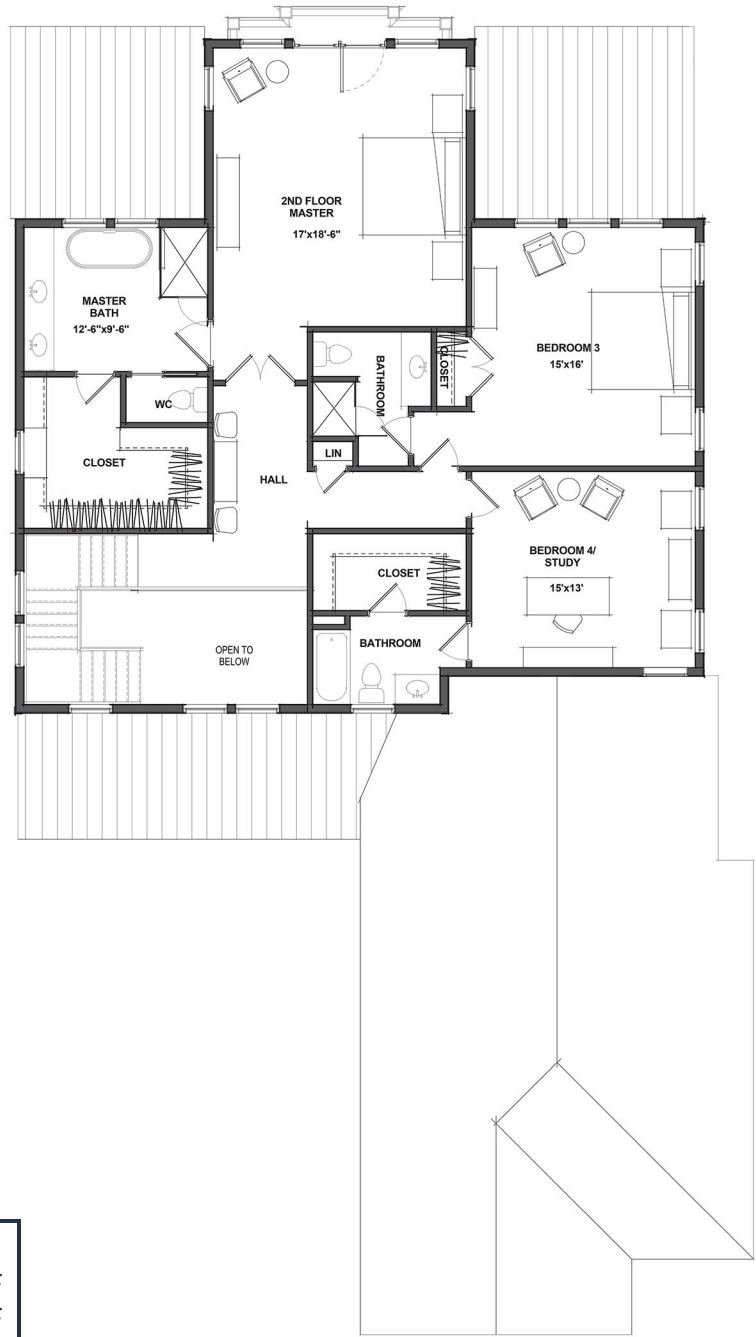 2ND FLOOR
MASTER
17'x18'-6"
MASTER
BATH
12'-6"x9'-6"
BATHROOM
CLOSET
BEDROOM 3
15'x16'
WC
LIN
CLOSET
HALL
BEDROOM 4/
STUDY
15'x13'
CLOSET
BATHROOM
OPEN TO
BELOW